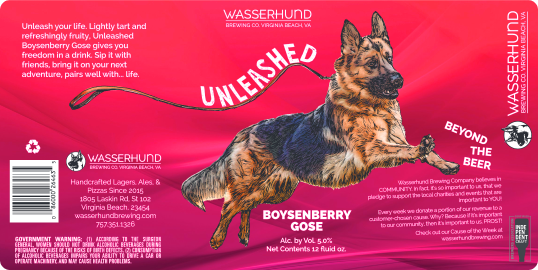 Unleash your life. Lightly tart and
refreshingly fruity, Unleashed
Boysenberry Gose gives you
freedom in a drink. Sip it with
friends, bring it on your next
adventure, pairs well with... life.
WASSERHUND
BREWING CO. VIRGINIA BEACH, VA
Handcrafted Lagers, Ales, &
Pizzas Since 2015
1805 Laskin Rd, St 102
Virginia Beach, 23454
wasserhundbrewing.com
757.351.1326
GOVERNMENT WARNING: (1) ACCORDING TO THE SURGEON
GENERAL, WOMEN SHOULD NOT DRINK ALCOHOLIC BEVERAGES DURING
PREGNANCY BECAUSE OF THE RISKS OF BIRTH DEFECTS. (2) CONSUMPTION
OF ALCOHOLIC BEVERAGES IMPAIRS YOUR ABILITY TO DRIVE A CAR OR
OPERATE MACHINERY, AND MAY CAUSE HEALTH PROBLEMS.
WASSERHUND
BREWING CO. VIRGINIA BEACH, VA
UNLEASHED
BOYSENBERRY
GOSE
Alc. by Vol. 5.0%
Net Contents 12 fluid oz.
WASSERHUND
BREWING CO. VIRGINIA BEACH, VA
BEYOND
THE
BEER
Wasserhund Brewing Company believes in
COMMUNITY. In fact, it's so important to us, that we
pledge to support the local charities and events that are
important to YOU!
Every week we donate a portion of our revenue to a
customer-chosen cause. Why? Because if it's important
to our community, then it's important to us. PROST!
Check out our Cause of the Week at
wasserhundbrewing.com
INDE
PEN
DENT
CRAFT